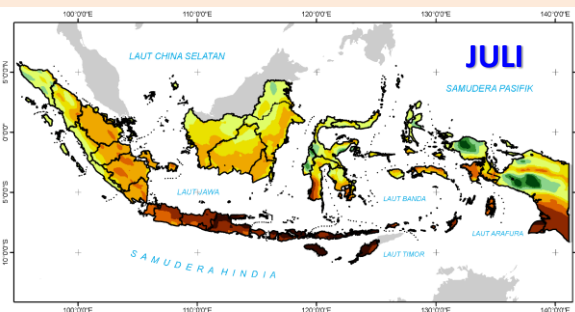 100°0'0"E 110°0'0"E 120°0'0"E 130°0'0"E 140°0'0"E
JULI
LAUT CHINA SELATAN
SAMUDERA PASIFIK
5°0'0"N
0°0'0"
LAUT JAWA
LAUT BANDA
5°0'0"S
LAUT ARAFURA
SAMUDERA HINDIA
LAUT TIMOR
10°0'0"S
100°0'0"E 110°0'0"E 120°0'0"E 130°0'0"E 140°0'0"E